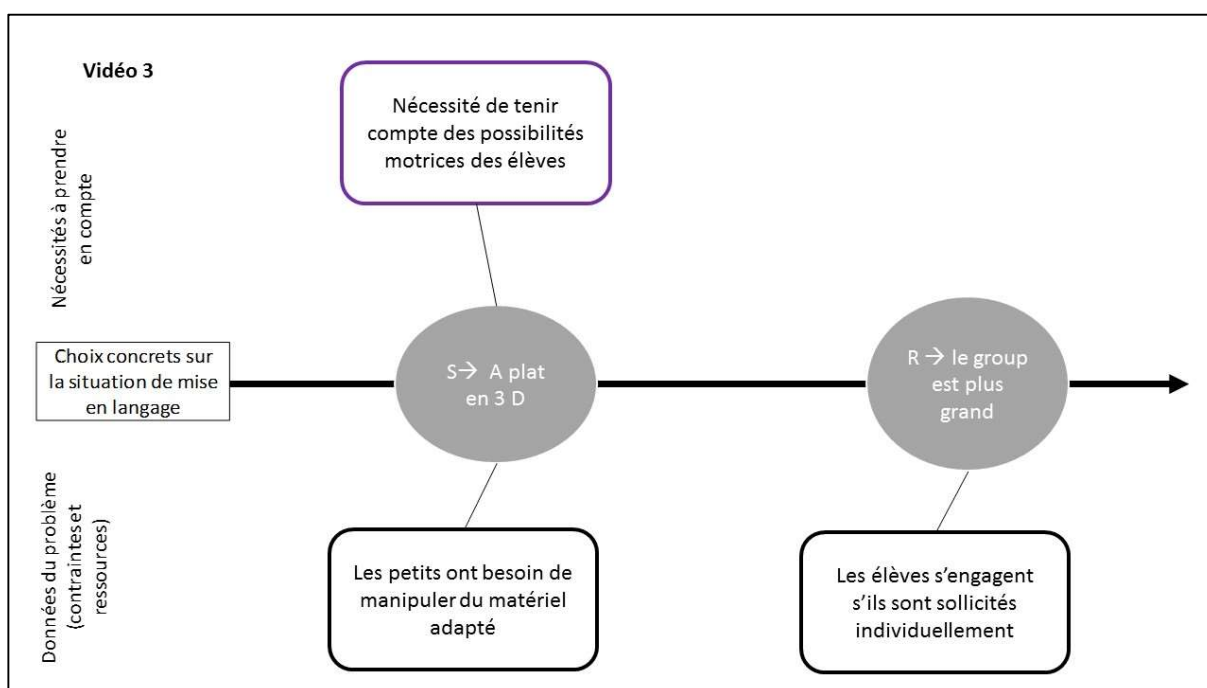 Vidéo 3
Nécessité de tenir
compte des possibilités
motrices des élèves
Nécessités à prendre
en compte
Choix concrets sur
la situation de mise
en langage
S→ A plat
en 3 D
R → le group
est plus
grand
Données du problème
(contraintes et
ressources)
Les petits ont besoin de
manipuler du matériel
adapté
Les élèves s’engagent
s’ils sont sollicités
individuellement